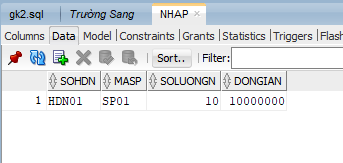 gk2.sql Trường Sang NHAP
Columns Data Model Constraints Grants Statistics Triggers Flash
Sort.. Filter:
SOHDN MASP SOLUONGN DONGIAN
1 HDN01 SP01 10 10000000